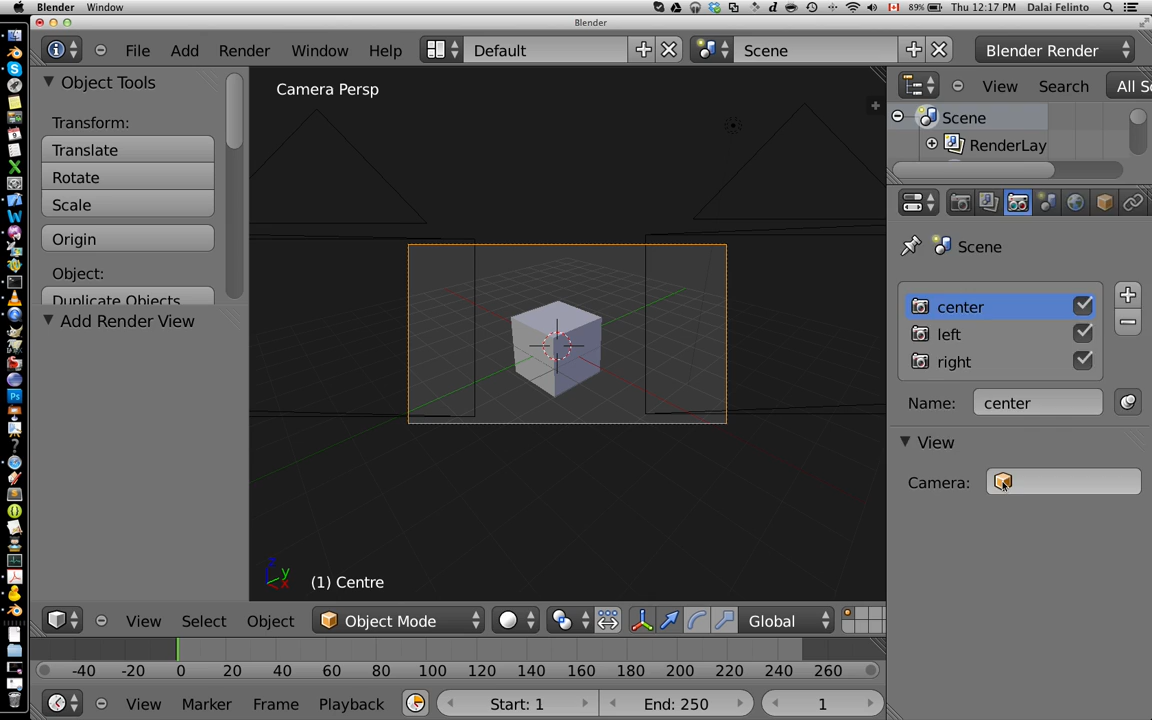 Blender Window 89% Thu 12:17 PM Dalai Felinto
Blender
File Add Render Window Help Default Scene Blender Render
Object Tools
Transform:
Translate
Rotate
Scale
Origin
Object:
Duplicate Objects
Add Render View
Camera Persp
(1) Centre
View Search All Sc
Scene
RenderLay
Scene
center
left
right
Name: center
View
Camera:
View Select Object Object Mode Global
-40 -20 0 20 40 60 80 100 120 140 160 180 200 220 240 260
View Marker Frame Playback Start: 1 End: 250 1